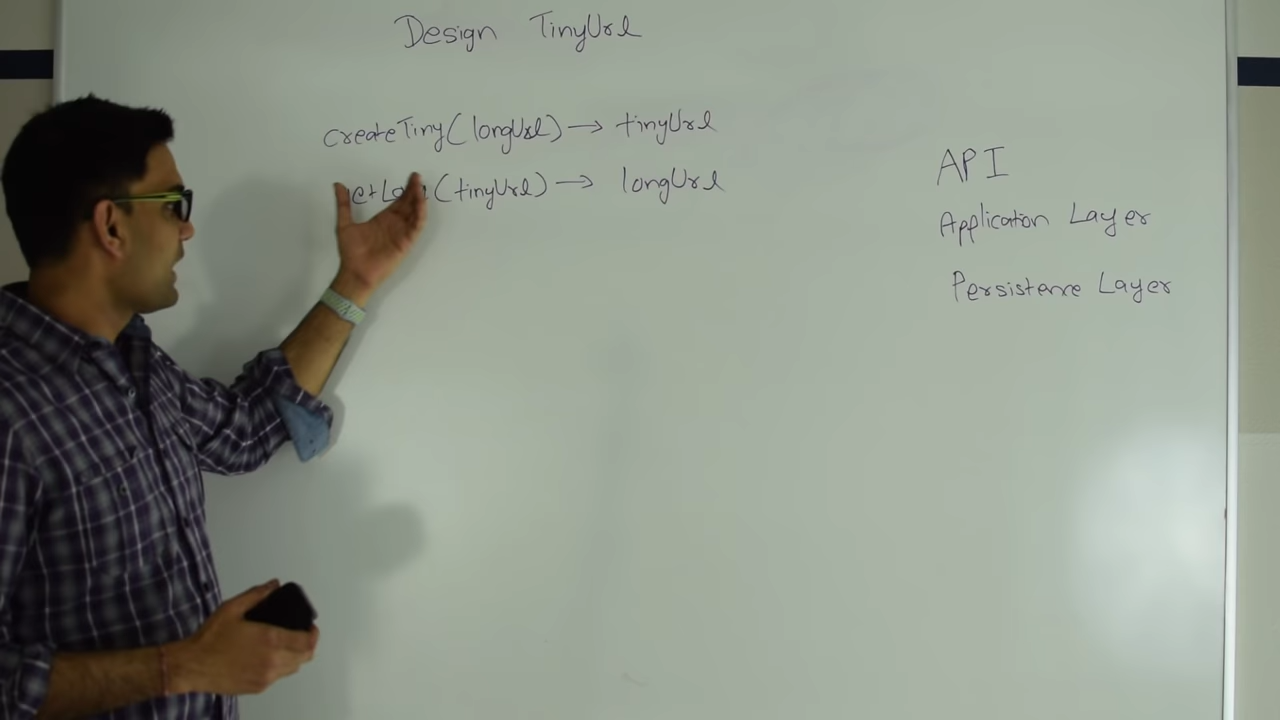 Design TinyUrl
createTiny(longUrl) → tinyUrl
(tinyUrl) → longUrl
API
Application Layer
Persistence Layer